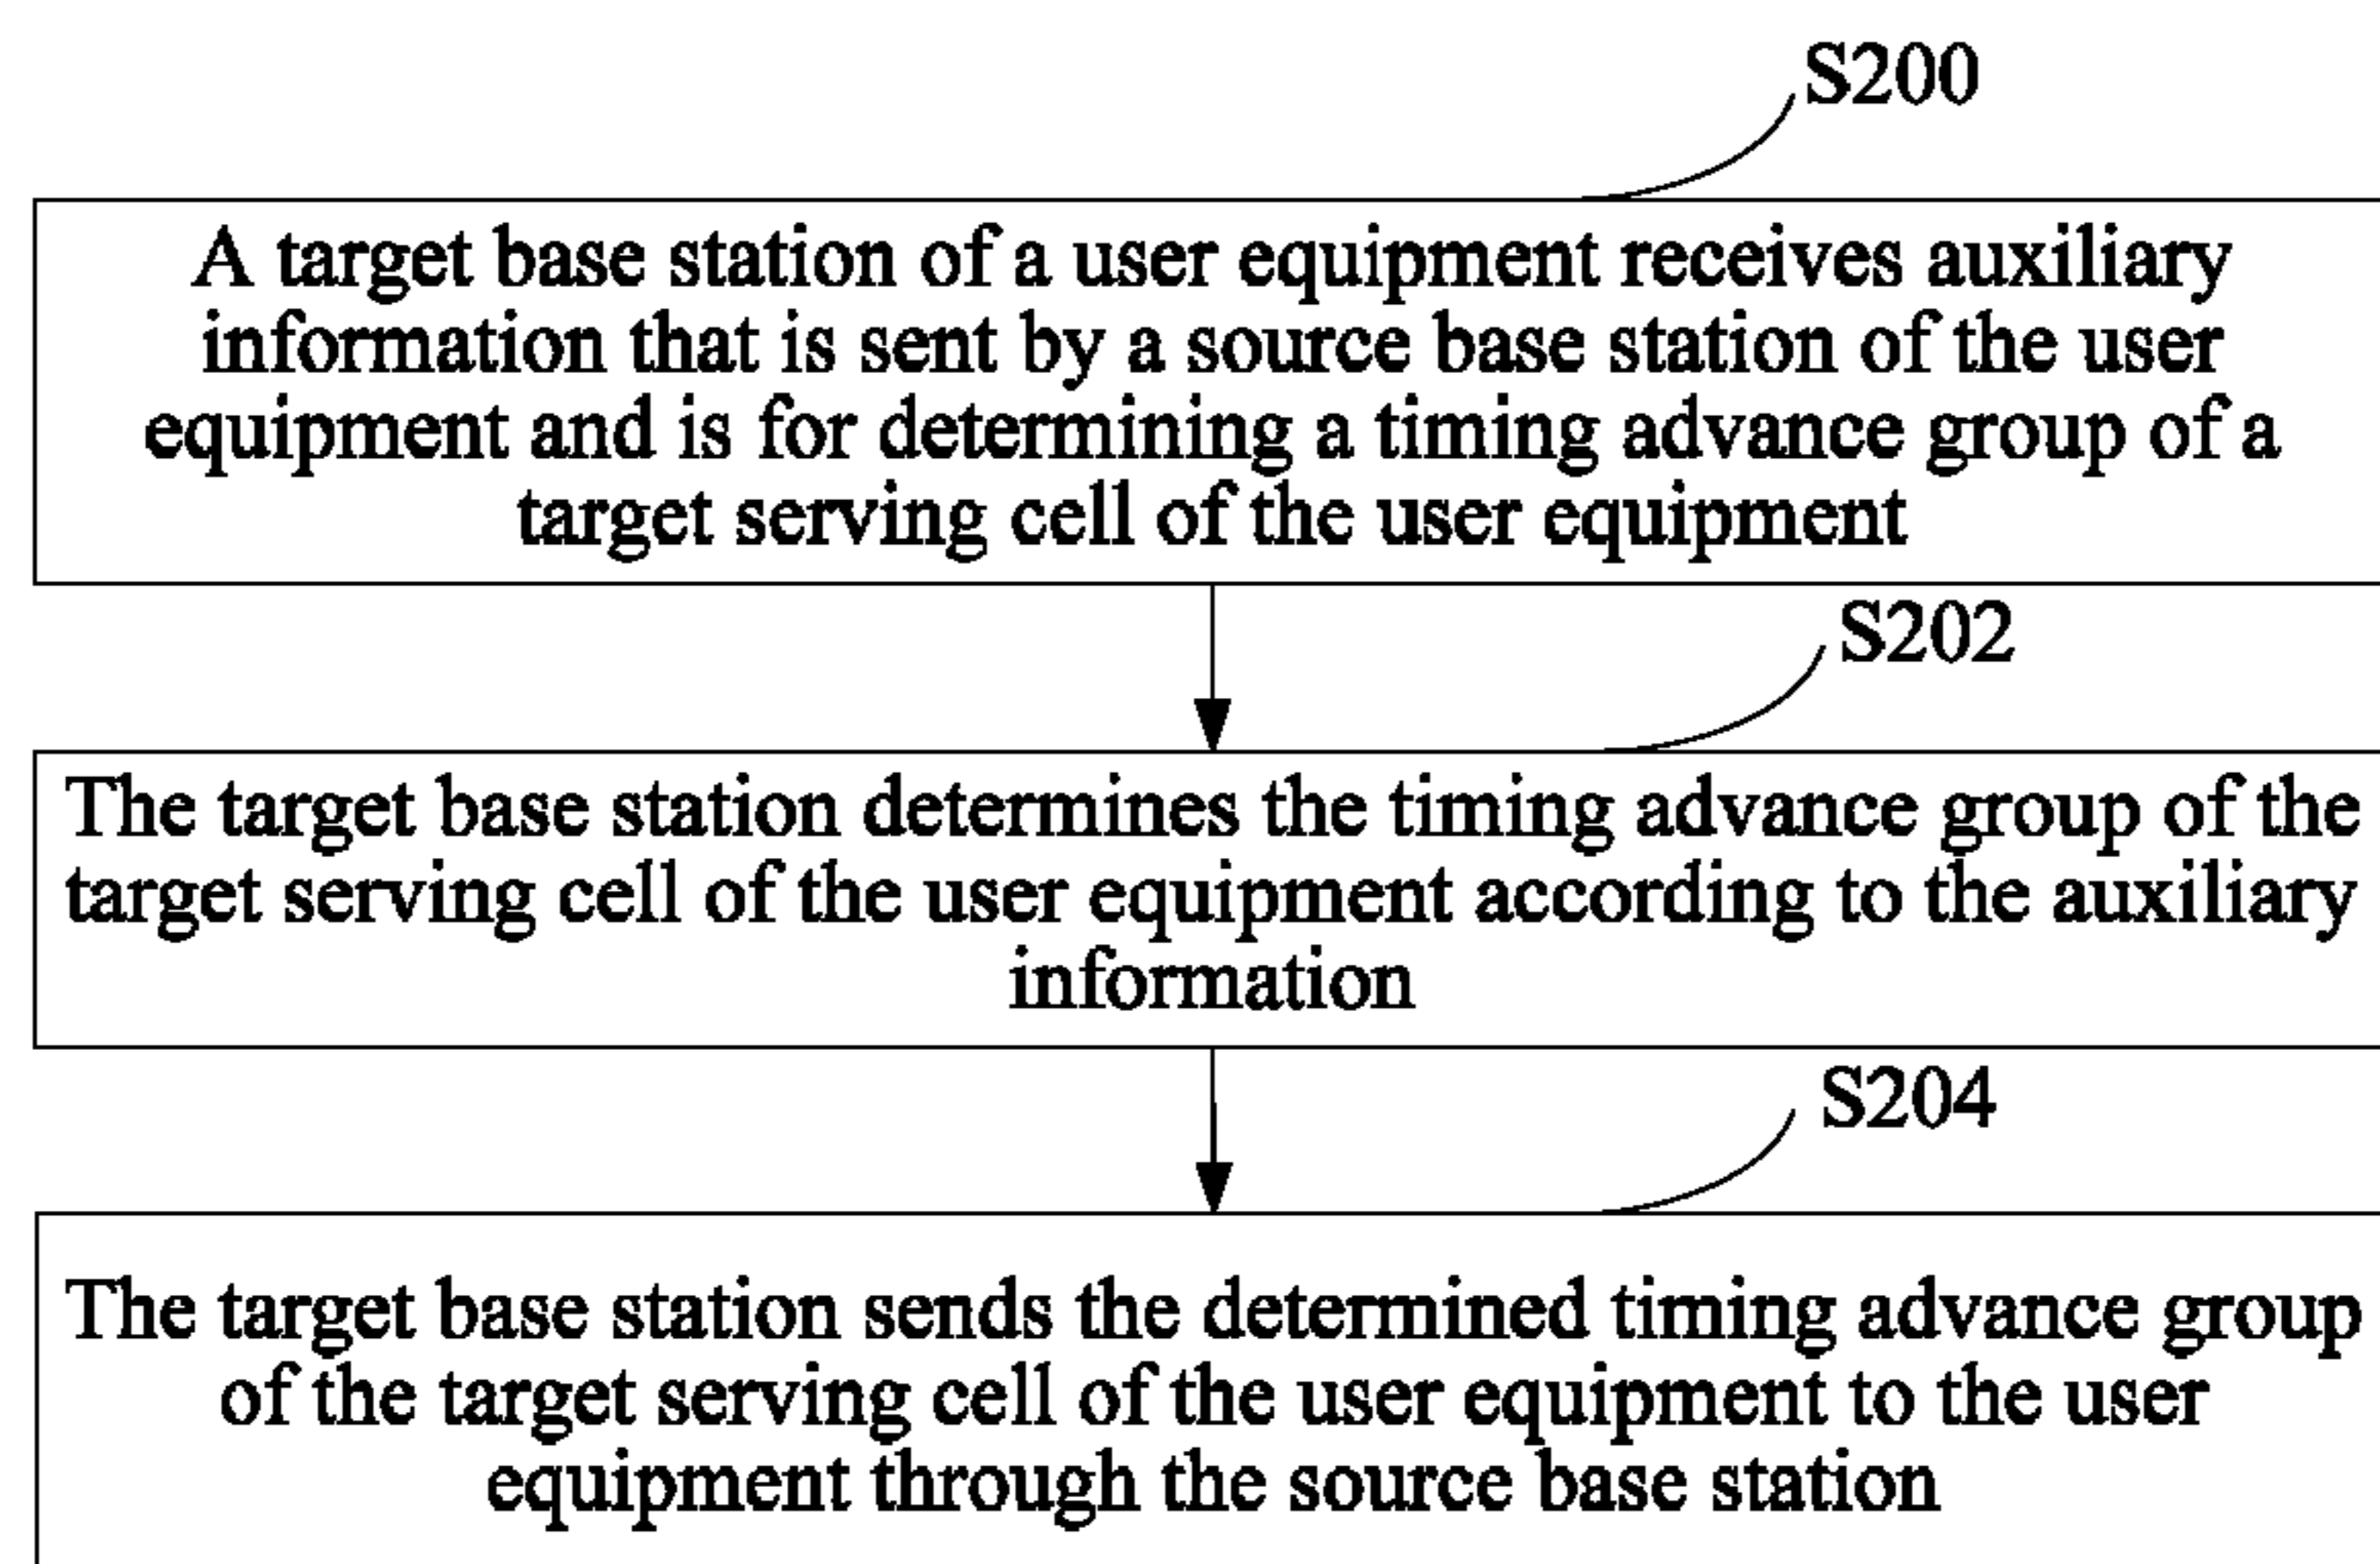 S200
A target base station of a user equipment receives auxiliary
information that is sent by a source base station of the user
equipment and is for determining a timing advance group of a
target serving cell of the user equipment
S202
The target base station determines the timing advance group of the
target serving cell of the user equipment according to the auxiliary
information
S204
The target base station sends the determined timing advance group
of the target serving cell of the user equipment to the user
equipment through the source base station